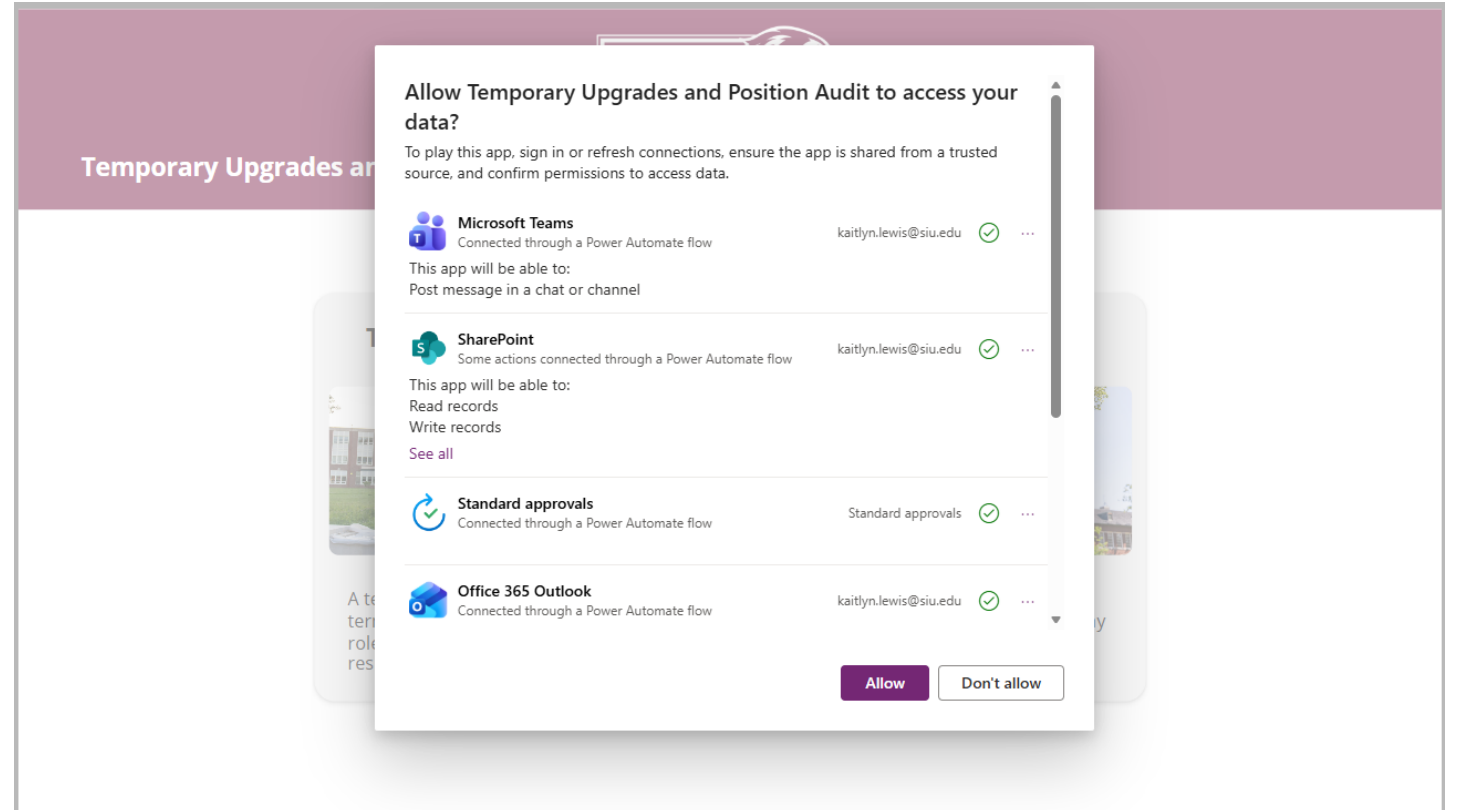 Temporary Upgrades ar
Allow Temporary Upgrades and Position Audit to access your
data?
To play this app, sign in or refresh connections, ensure the app is shared from a trusted
source, and confirm permissions to access data.
Microsoft Teams
Connected through a Power Automate flow
kaitlyn.lewis@siu.edu
...
This app will be able to:
Post message in a chat or channel
SharePoint
Some actions connected through a Power Automate flow
kaitlyn.lewis@siu.edu
...
This app will be able to:
Read records
Write records
See all
Standard approvals
Connected through a Power Automate flow
Standard approvals
...
Office 365 Outlook
Connected through a Power Automate flow
kaitlyn.lewis@siu.edu
...
Allow
Don't allow